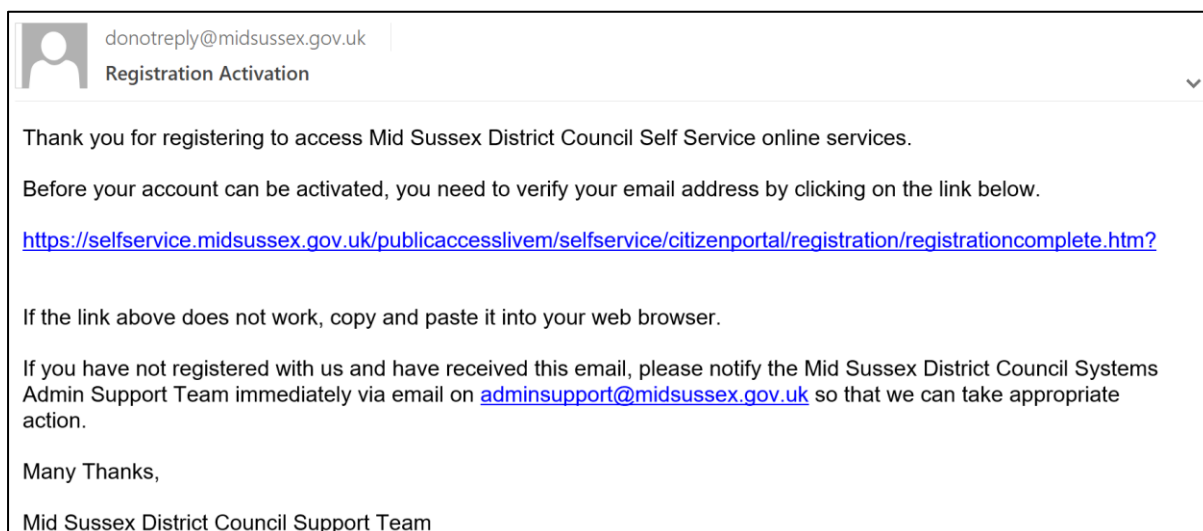 donotreply@midsussex.gov.uk
Registration Activation
Thank you for registering to access Mid Sussex District Council Self Service online services.
Before your account can be activated, you need to verify your email address by clicking on the link below.
https://selfservice.midsussex.gov.uk/publicaccesslivem/selfservice/citizenportal/registration/registrationcomplete.htm?
If the link above does not work, copy and paste it into your web browser.
If you have not registered with us and have received this email, please notify the Mid Sussex District Council Systems
Admin Support Team immediately via email on adminsupport@midsussex.gov.uk so that we can take appropriate
action.
Many Thanks,
Mid Sussex District Council Support Team